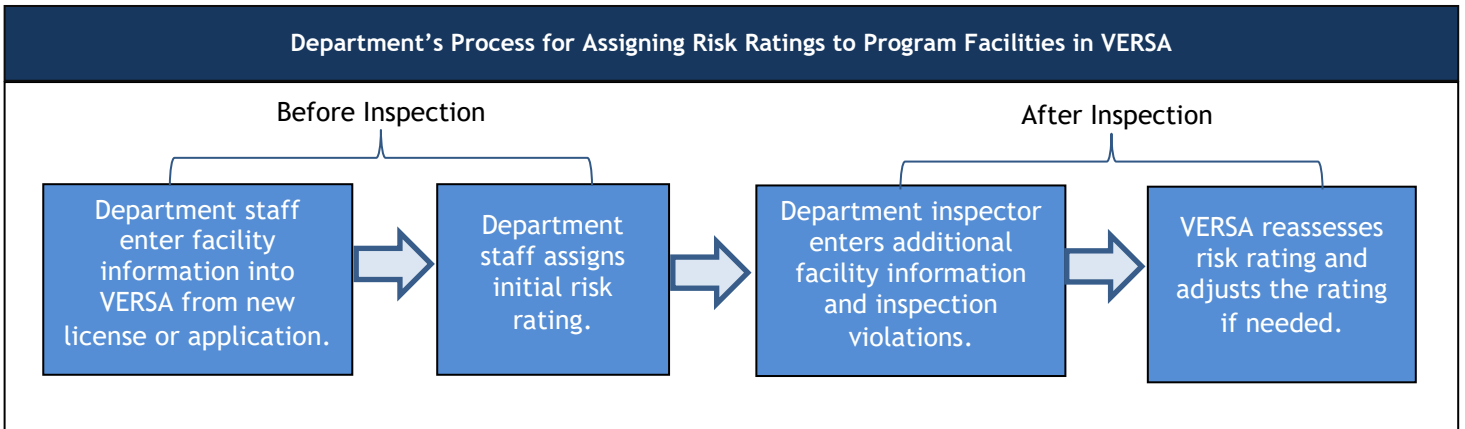 Department’s Process for Assigning Risk Ratings to Program Facilities in VERSA
Before Inspection
After Inspection
Department staff
enter facility
information into
VERSA from new
license or application.
Department
staff assigns
initial risk
rating.
Department inspector
enters additional
facility information
and inspection
violations.
VERSA reassesses
risk rating and
adjusts the rating
if needed.